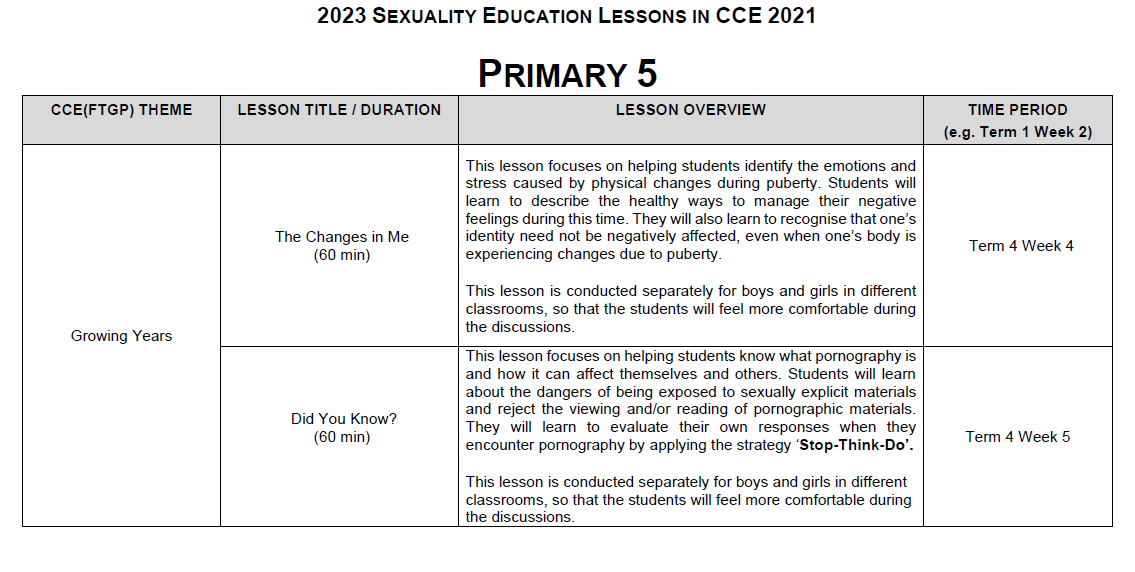 2023 SEXUALITY EDUCATION LESSONS IN CCE 2021
PRIMARY 5
CCE(FTGP) THEME
LESSON TITLE / DURATION
LESSON OVERVIEW
TIME PERIOD
(e.g. Term 1 Week 2)
Growing Years
The Changes in Me
(60 min)
This lesson focuses on helping students identify the emotions and
stress caused by physical changes during puberty. Students will
learn to describe the healthy ways to manage their negative
feelings during this time. They will also learn to recognise that one’s
identity need not be negatively affected, even when one’s body is
experiencing changes due to puberty.
This lesson is conducted separately for boys and girls in different
classrooms, so that the students will feel more comfortable during
the discussions.
Term 4 Week 4
Did You Know?
(60 min)
This lesson focuses on helping students know what pornography is
and how it can affect themselves and others. Students will learn
about the dangers of being exposed to sexually explicit materials
and reject the viewing and/or reading of pornographic materials.
They will learn to evaluate their own responses when they
encounter pornography by applying the strategy ‘Stop-Think-Do’.
This lesson is conducted separately for boys and girls in different
classrooms, so that the students will feel more comfortable during
the discussions.
Term 4 Week 5